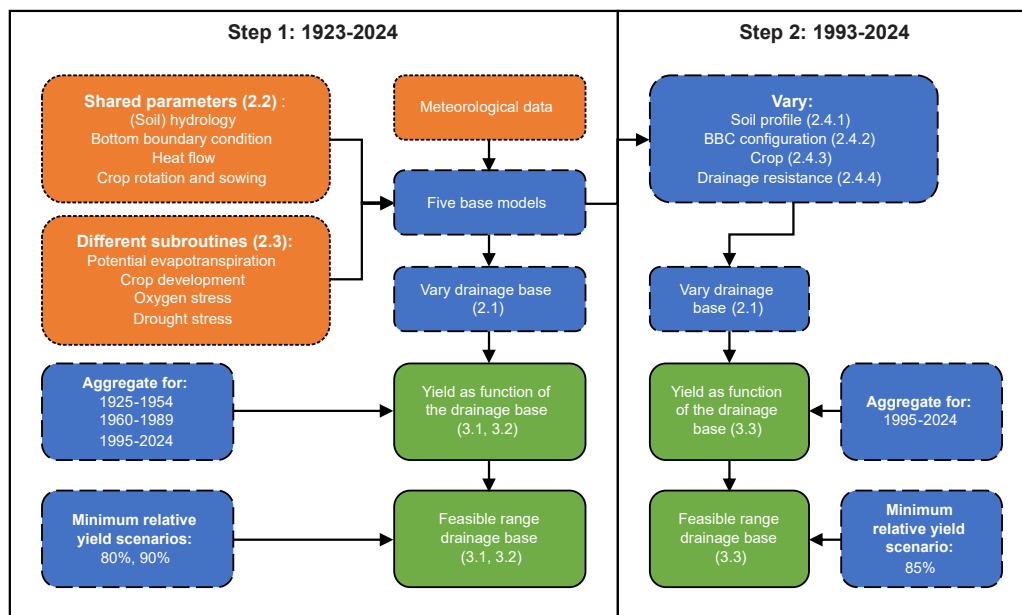 Step 1: 1923-2024
Shared parameters (2.2) :
(Soil) hydrology
Bottom boundary condition
Heat flow
Crop rotation and sowing
Meteorological data
Different subroutines (2.3):
Potential evapotranspiration
Crop development
Oxygen stress
Drought stress
Five base models
Vary drainage base
(2.1)
Aggregate for:
1925-1954
1960-1989
1995-2024
Yield as function of
the drainage base
(3.1, 3.2)
Minimum relative
yield scenarios:
80%, 90%
Feasible range
drainage base
(3.1, 3.2)
Step 2: 1993-2024
Vary:
Soil profile (2.4.1)
BBC configuration (2.4.2)
Crop (2.4.3)
Drainage resistance (2.4.4)
Vary drainage
base (2.1)
Yield as function
of the drainage
base (3.3)
Aggregate for:
1995-2024
Feasible range
drainage base
(3.3)
Minimum
relative yield
scenario:
85%